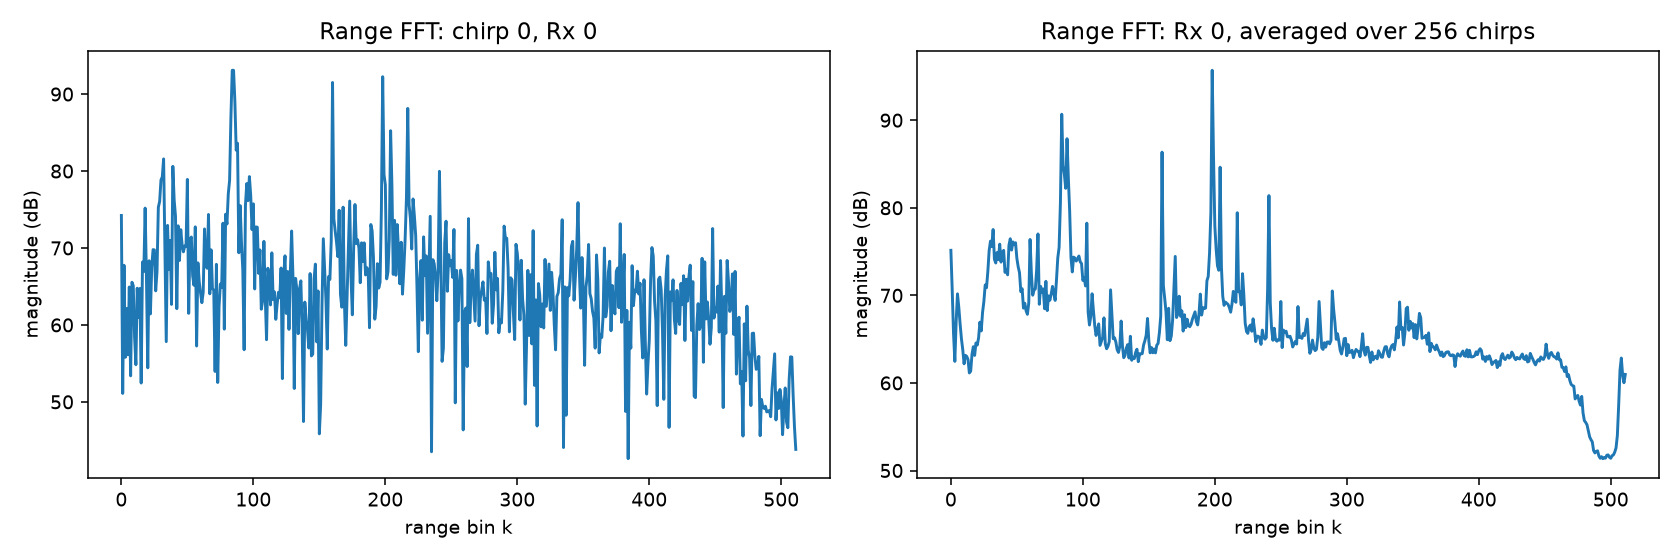 Range FFT: chirp 0, Rx 0
90
80
70
60
50
magnitude (dB)
0 100 200 300 400 500
range bin k
Range FFT: Rx 0, averaged over 256 chirps
90
80
70
60
50
magnitude (dB)
0 100 200 300 400 500
range bin k